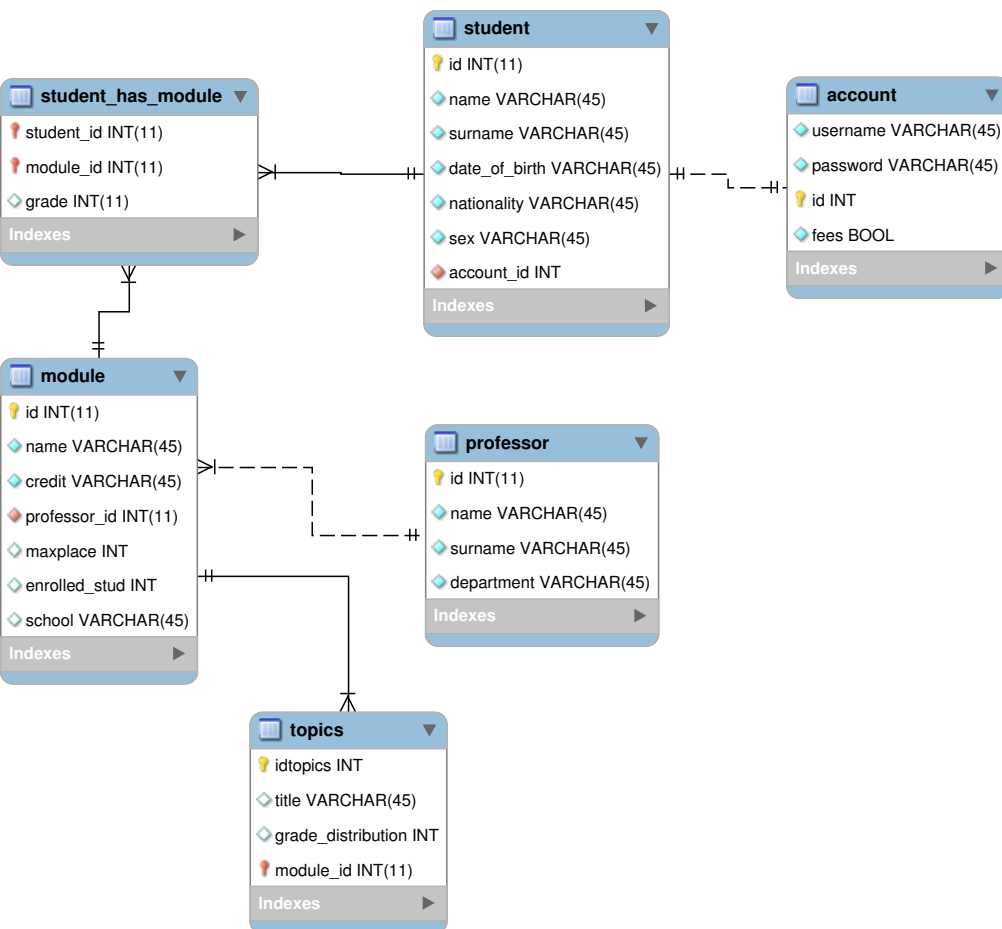 student
id INT(11)
name VARCHAR(45)
surname VARCHAR(45)
date_of_birth VARCHAR(45)
nationality VARCHAR(45)
sex VARCHAR(45)
account_id INT
Indexes
student_has_module
student_id INT(11)
module_id INT(11)
grade INT(11)
Indexes
account
username VARCHAR(45)
password VARCHAR(45)
id INT
fees BOOL
Indexes
module
id INT(11)
name VARCHAR(45)
credit VARCHAR(45)
professor_id INT(11)
maxplace INT
enrolled_stud INT
school VARCHAR(45)
Indexes
professor
id INT(11)
name VARCHAR(45)
surname VARCHAR(45)
department VARCHAR(45)
Indexes
topics
idtopics INT
title VARCHAR(45)
grade_distribution INT
module_id INT(11)
Indexes